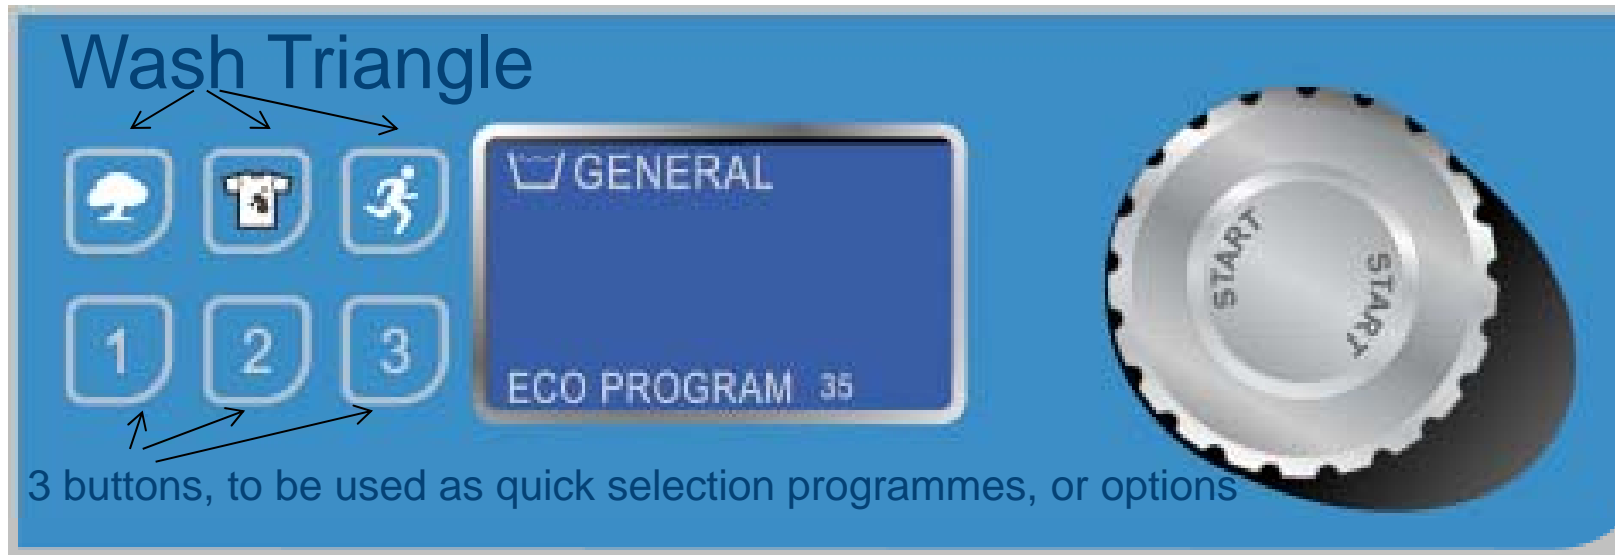 Wash Triangle
GENERAL
1 2 3
ECO PROGRAM 35
START
START
3 buttons, to be used as quick selection programmes, or options